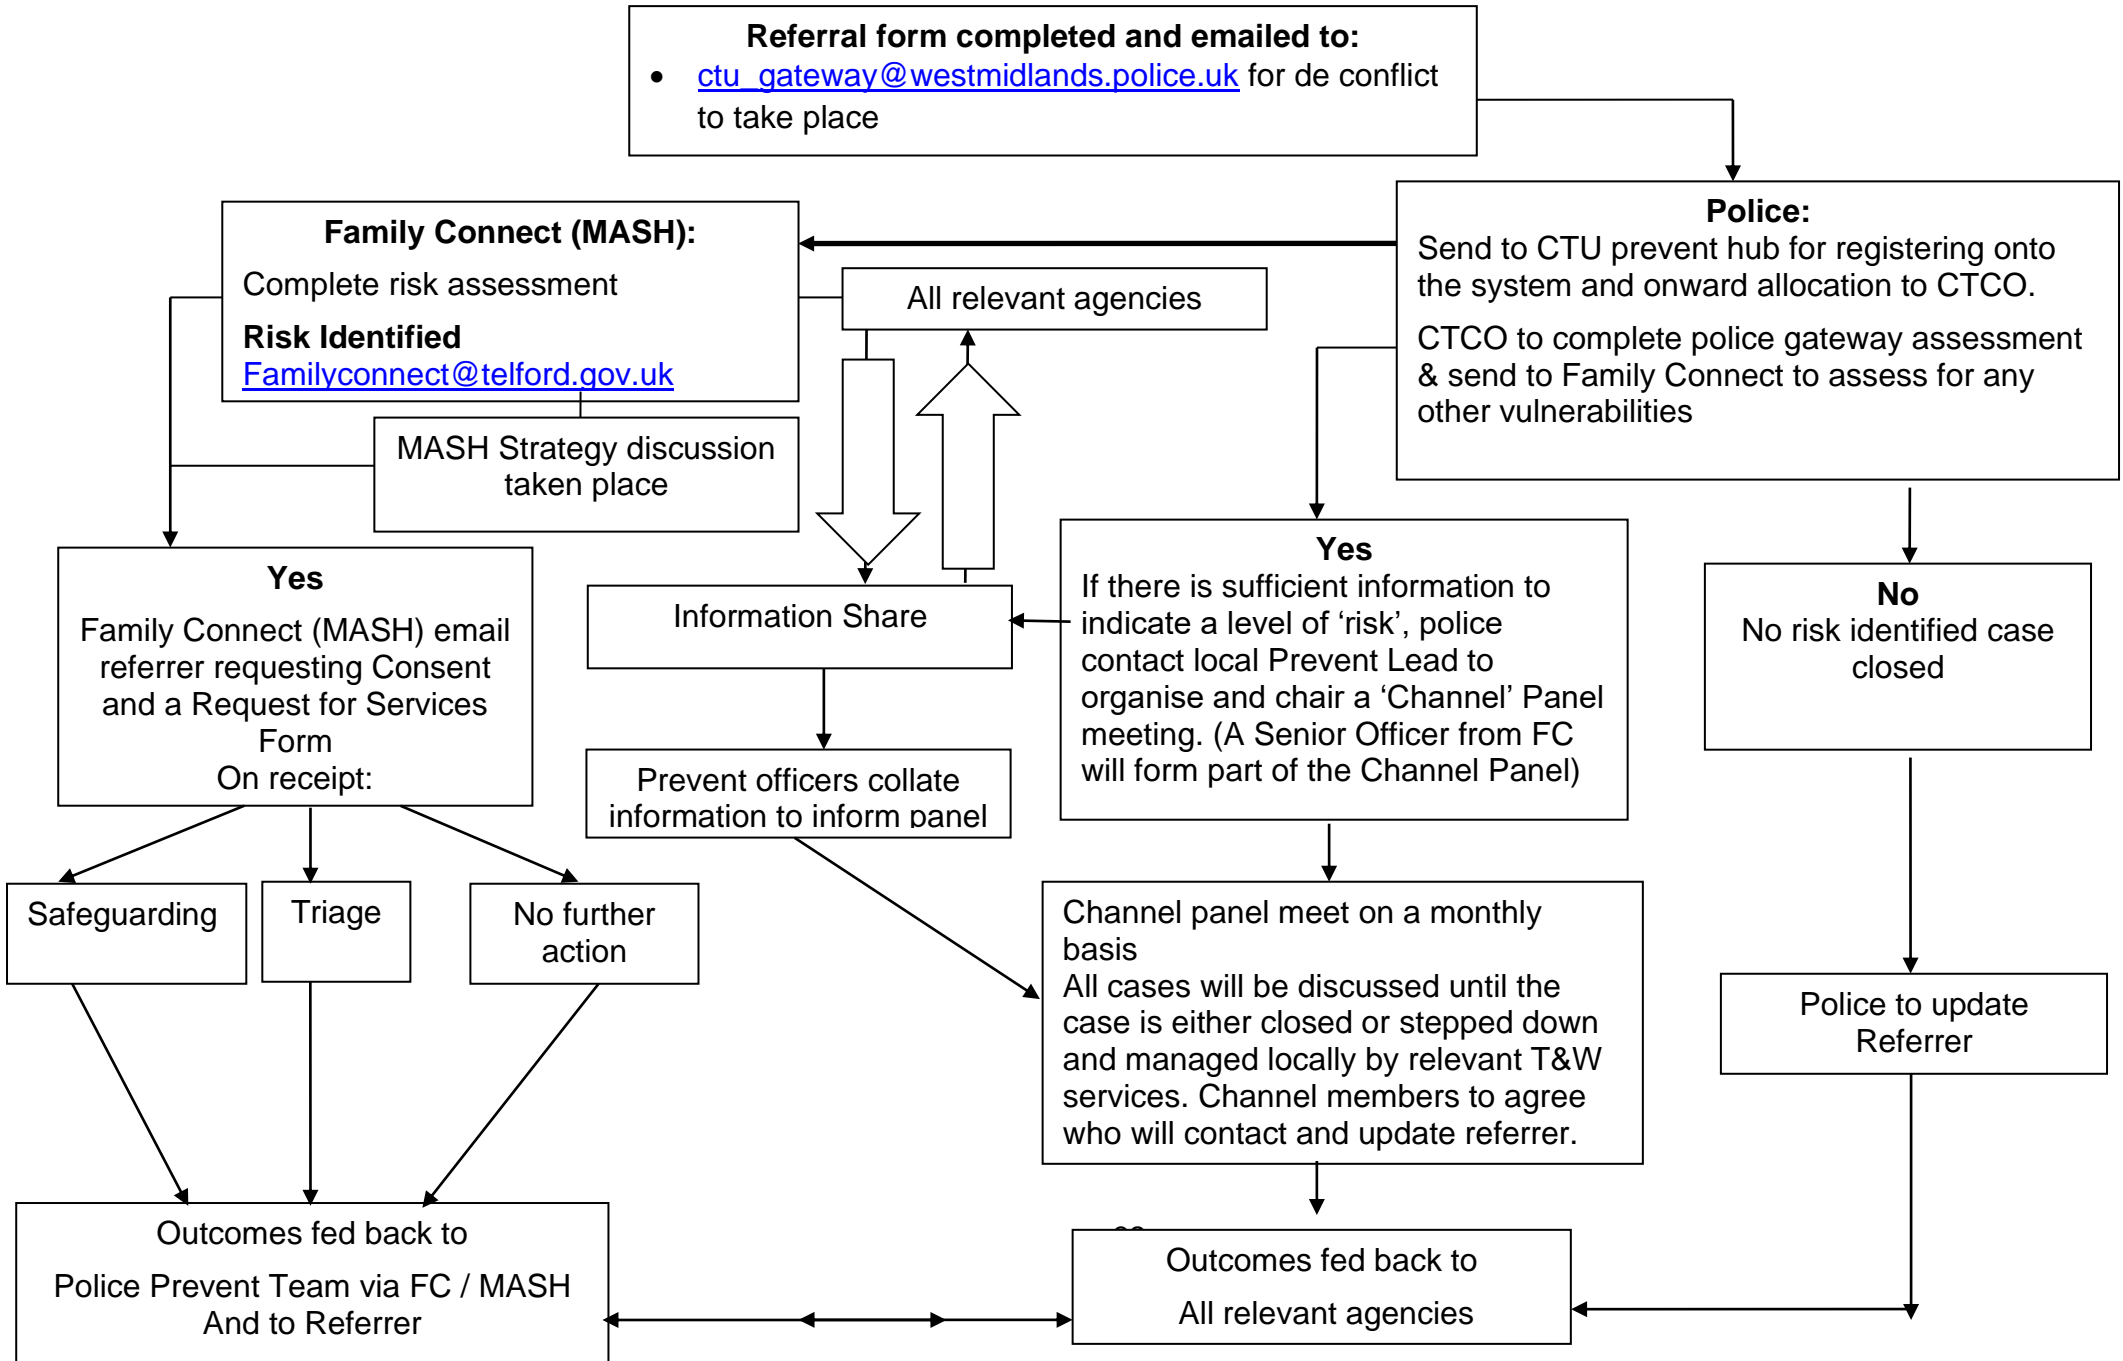 Referral form completed and emailed to:
• ctu_gateway@westmidlands.police.uk for de conflict
to take place
Police:
Send to CTU prevent hub for registering onto
the system and onward allocation to CTCO.
CTCO to complete police gateway assessment
& send to Family Connect to assess for any
other vulnerabilities
Family Connect (MASH):
Complete risk assessment
Risk Identified
Familyconnect@telford.gov.uk
All relevant agencies
MASH Strategy discussion
taken place
Yes
Family Connect (MASH) email
referrer requesting Consent
and a Request for Services
Form
On receipt:
Information Share
Yes
If there is sufficient information to
indicate a level of ‘risk’, police
contact local Prevent Lead to
organise and chair a ‘Channel’ Panel
meeting. (A Senior Officer from FC
will form part of the Channel Panel)
No
No risk identified case
closed
Prevent officers collate
information to inform panel
Safeguarding
Triage
No further
action
Channel panel meet on a monthly
basis
All cases will be discussed until the
case is either closed or stepped down
and managed locally by relevant T&W
services. Channel members to agree
who will contact and update referrer.
Police to update
Referrer
Outcomes fed back to
Police Prevent Team via FC / MASH
And to Referrer
Outcomes fed back to
All relevant agencies